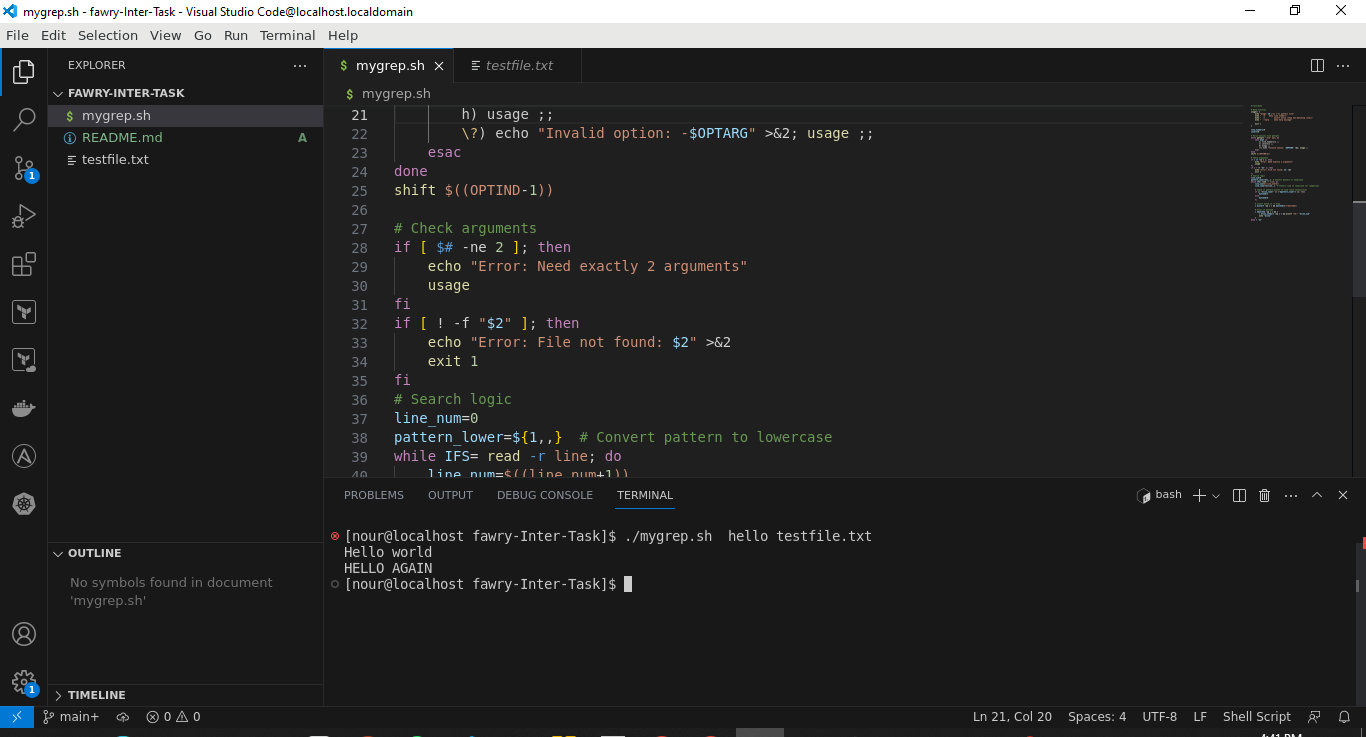 mygrep.sh - fawry-Inter-Task - Visual Studio Code@localhost.localdomain
File Edit Selection View Go Run Terminal Help
EXPLORER
FAWRY-INTER-TASK
$ mygrep.sh
README.md A
testfile.txt
OUTLINE
No symbols found in document
'mygrep.sh'
TIMELINE
1
1
$ mygrep.sh
testfile.txt
$ mygrep.sh
21 h) usage ;;
22 \?) echo "Invalid option: -$OPTARG" >&2; usage ;;
23 esac
24 done
25 shift $((OPTIND-1))
26
27 # Check arguments
28 if [ $# -ne 2 ]; then
29 echo "Error: Need exactly 2 arguments"
30 usage
31 fi
32 if [ ! -f "$2" ]; then
33 echo "Error: File not found: $2" >&2
34 exit 1
35 fi
36 # Search logic
37 line_num=0
38 pattern_lower=${1,,} # Convert pattern to lowercase
39 while IFS= read -r line; do
40 line_num=$((line_num+1))
PROBLEMS OUTPUT DEBUG CONSOLE TERMINAL
bash
[nour@localhost fawry-Inter-Task]$ ./mygrep.sh  hello testfile.txt
Hello world
HELLO AGAIN
[nour@localhost fawry-Inter-Task]$
main+ 0 0
Ln 21, Col 20 Spaces: 4 UTF-8 LF Shell Script
4:41 PM